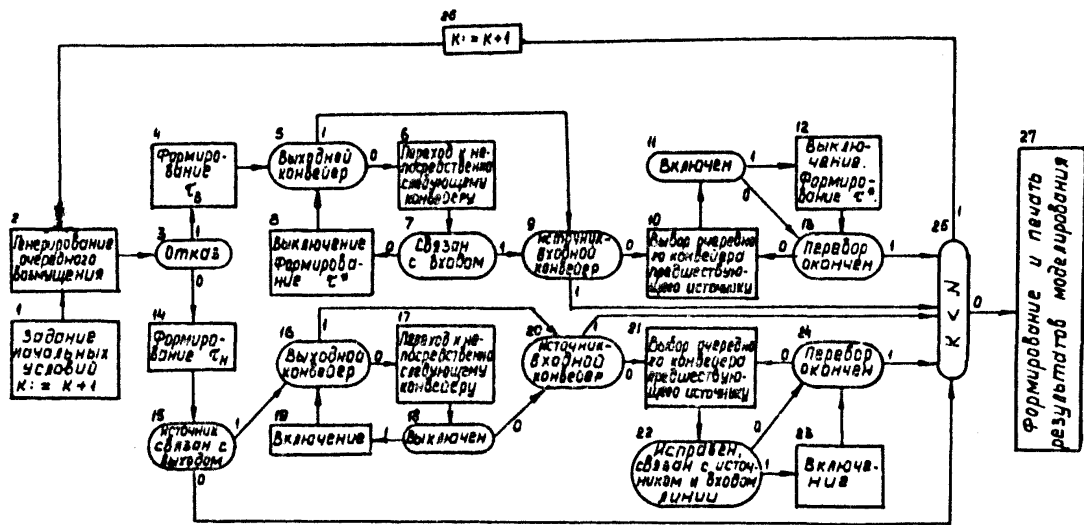 26
К:= К+1
4
Формиро-
вание
τв
5
Выходной
конвейер
1
0
6
Переход к не-
посредственно
следующему
конвейеру
11
Включен
1
0
12
Выклю-
чение.
Формиро-
вание τ*.
27
Формирование и печать
результатов моделирования
2
Генерирование
очередного
возмущения
3
1
Отказ
0
8
Выключение
Формирова-
ние τ*
0
7
Связан
с входом
1
9
Источник-
входной
конвейер
0
1
10
Выбор очередно-
го конвейера
предшествую-
щего источнику
0
13
Перебор
окончен
1
25
1
К < N
0
1
Задание
начальных
условий
К:= К+1
14
Формиро-
вание τн
16
Выходной
конвейер
1
0
17
Переход к не-
посредственно
следующему
конвейеру
20
Источник-
входной
конвейер
1
0
21
Выбор очередно-
го конвейера
предшествую-
щего источнику
0
24
Перебор
окончен
1
15
Источник
связан с
выходом
1
0
19
Включение
1
18
Выключен
0
22
Исправен,
связан с источ-
ником и входом
линии
0
1
23
Включе-
ние